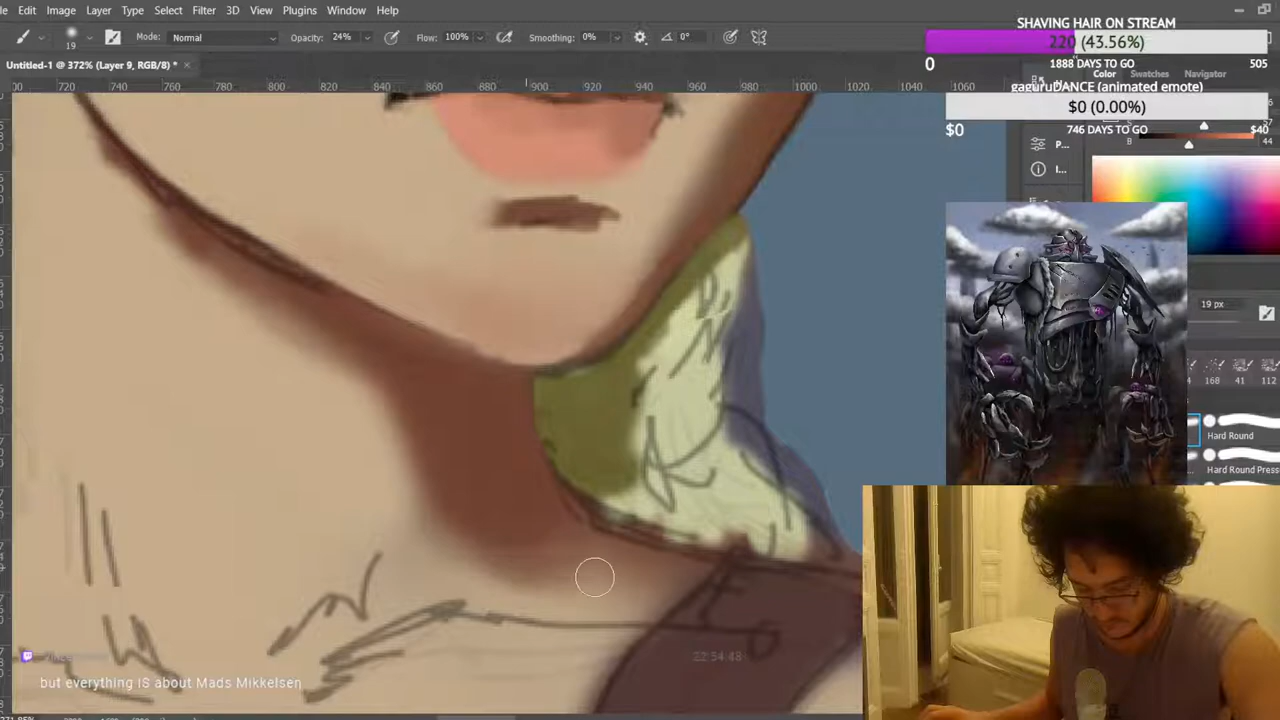 Edit Image Layer Type Select Filter 3D View Plugins Window Help
SHAVING HAIR ON STREAM
19 Mode: Normal Opacity: 24% Flow: 100% Smoothing: 0% 0°
220 (43.56%)
0 1888 DAYS TO GO 505
Untitled-1 @ 372% (Layer 9, RGB/8) *
Color Swatches Navigator
gaguruDANCE (animated emote)
720 740 760 780 800 820 840 860 880 900 920 940 960 980 1000 1020 1040 1060
$0 (0.00%)
$0 746 DAYS TO GO $40
S
B 44
P...
I...
19 px
168 41 112
Hard Round
Hard Round Press
22:54:48
but everything IS about Mads Mikkelsen